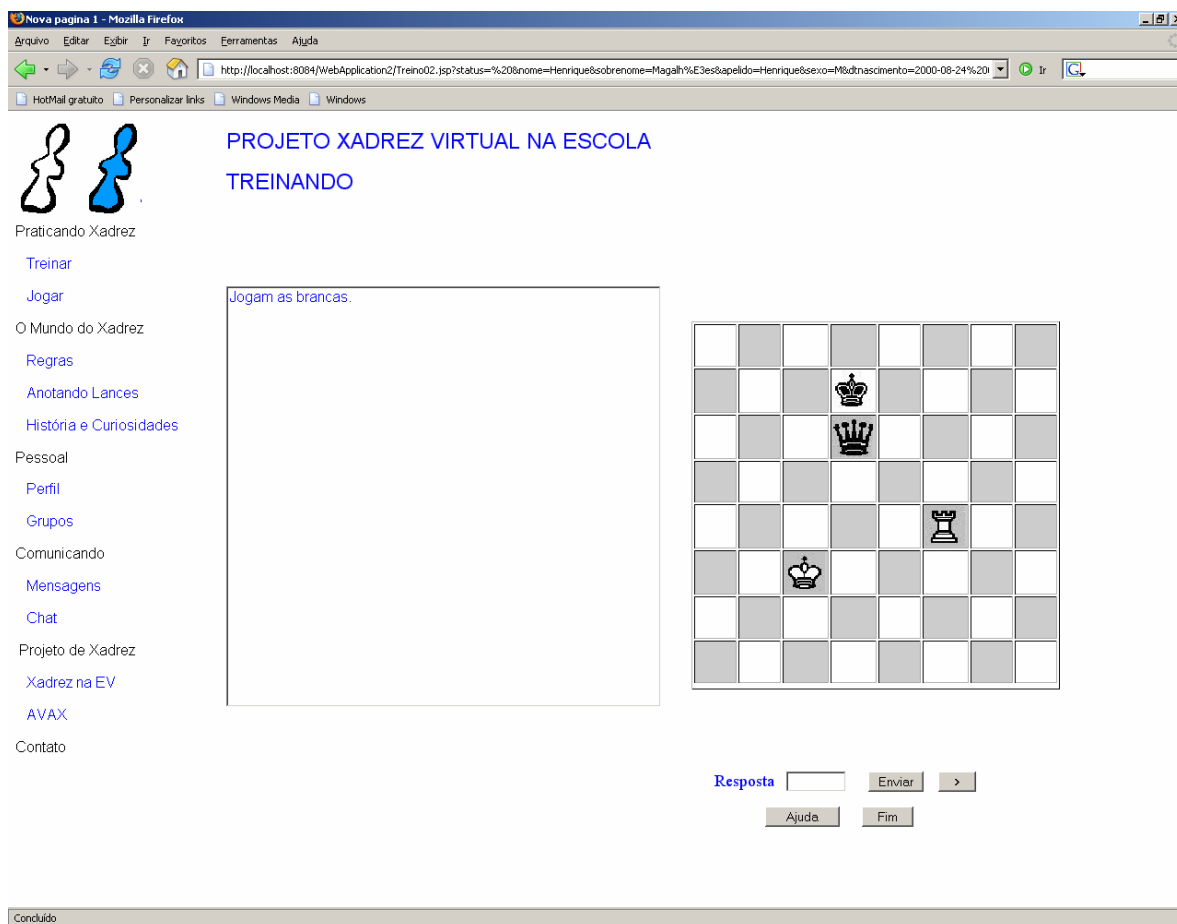 Nova pagina 1 - Mozilla Firefox
Arquivo Editar Exibir Ir Favoritos Ferramentas Ajuda
http://localhost:8084/WebApplication2/Treino02.jsp?status=%20&nome=Henrique&sobrenome=Magalh%E3es&apelido=Henrique&sexo=M&dtnascimento=2000-08-24%20 Ir G
HotMail gratuito Personalizar links Windows Media Windows
PROJETO XADREZ VIRTUAL NA ESCOLA
TREINANDO
Praticando Xadrez
Treinar
Jogar
O Mundo do Xadrez
Regras
Anotando Lances
História e Curiosidades
Pessoal
Perfil
Grupos
Comunicando
Mensagens
Chat
Projeto de Xadrez
Xadrez na EV
AVAX
Contato
Jogam as brancas.
Resposta Enviar >
Ajuda Fim
Concluído